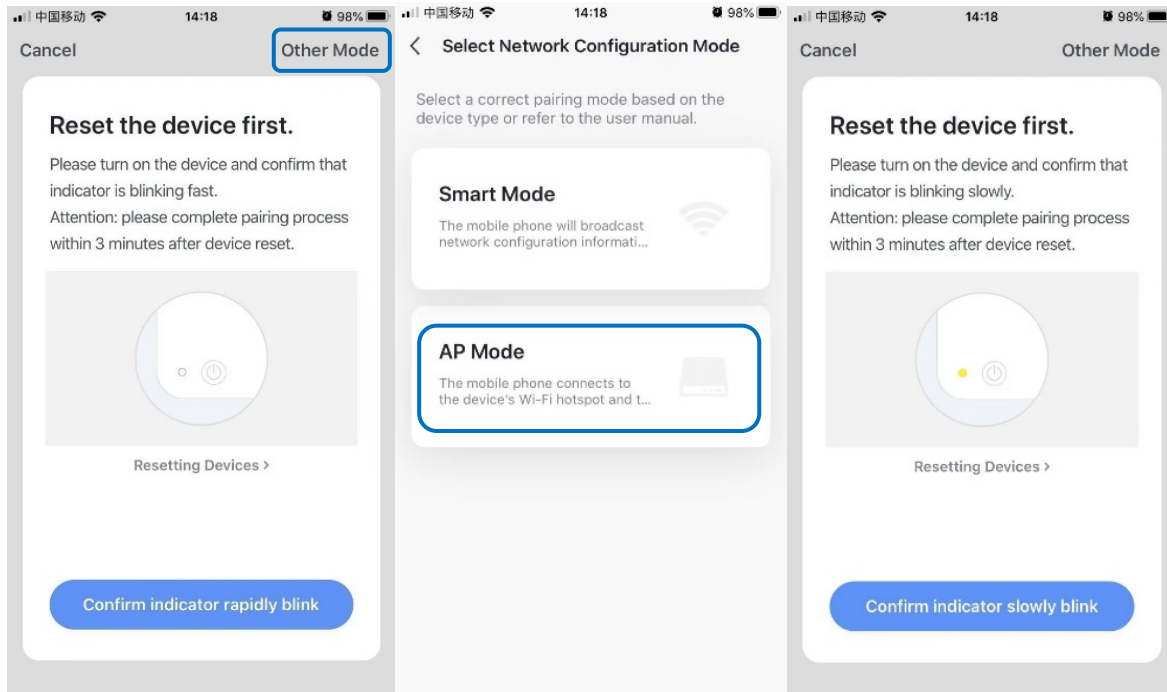 中国移动
14:18
98%
Cancel
Other Mode
Reset the device first.
Please turn on the device and confirm that
indicator is blinking fast.
Attention: please complete pairing process
within 3 minutes after device reset.
Resetting Devices >
Confirm indicator rapidly blink
中国移动
14:18
98%
Select Network Configuration Mode
Select a correct pairing mode based on the
device type or refer to the user manual.
Smart Mode
The mobile phone will broadcast
network configuration informati...
AP Mode
The mobile phone connects to
the device's Wi-Fi hotspot and t...
中国移动
14:18
98%
Cancel
Other Mode
Reset the device first.
Please turn on the device and confirm that
indicator is blinking slowly.
Attention: please complete pairing process
within 3 minutes after device reset.
Resetting Devices >
Confirm indicator slowly blink